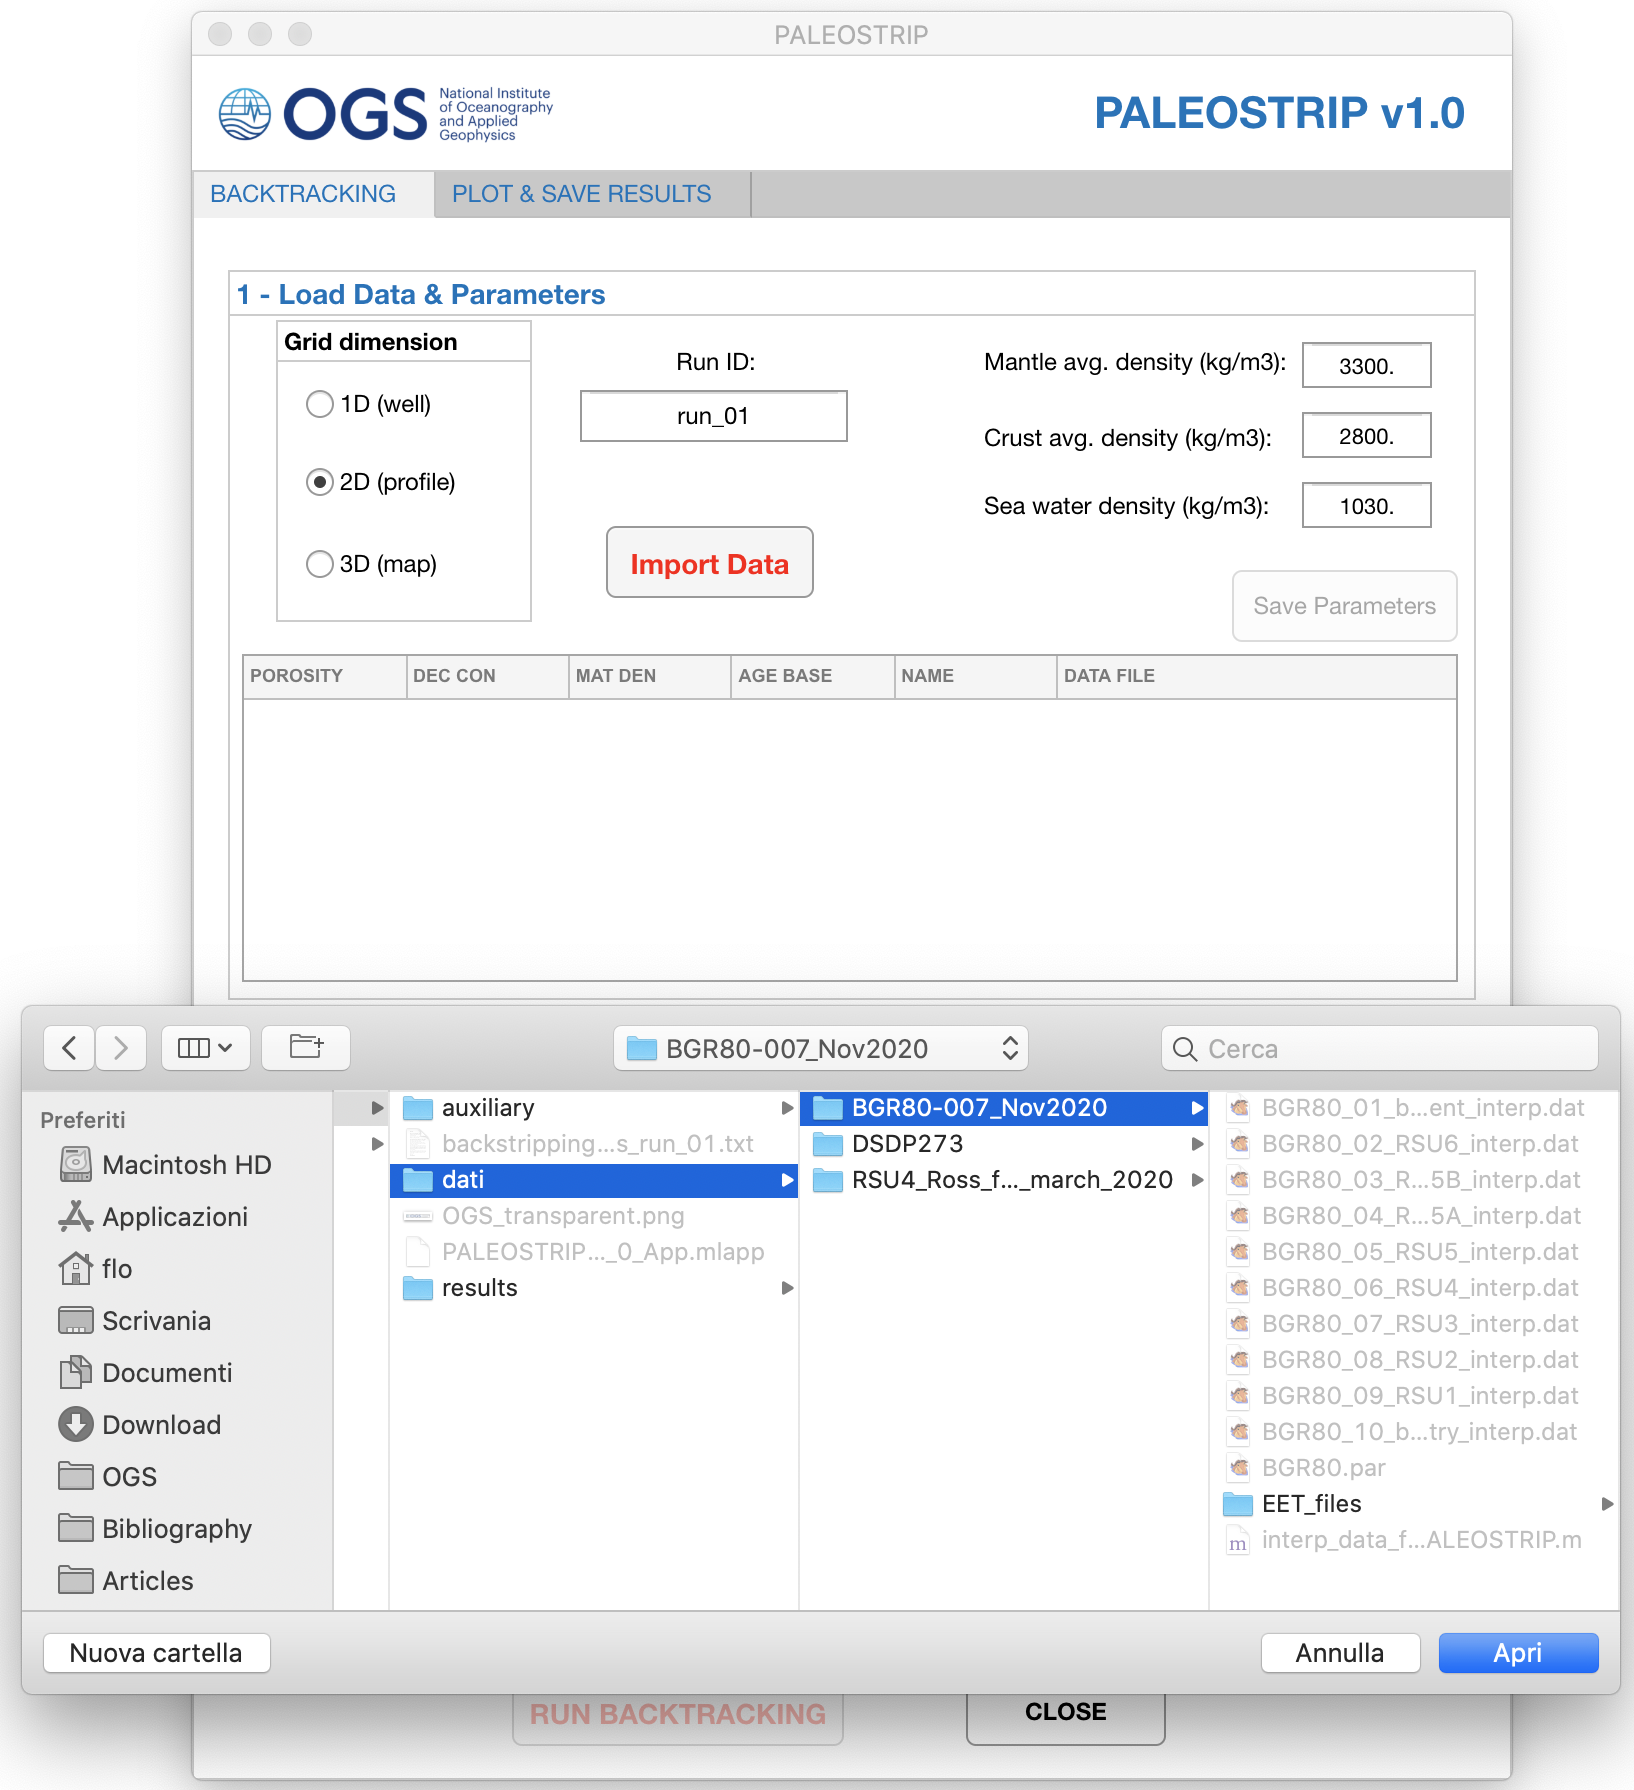 PALEOSTRIP
OGS
National Institute
of Oceanography
and Applied
Geophysics
PALEOSTRIP v1.0
BACKTRACKING
PLOT & SAVE RESULTS
1 - Load Data & Parameters
Grid dimension
1D (well)
2D (profile)
3D (map)
Run ID:
run_01
Import Data
Mantle avg. density (kg/m3):
3300.
Crust avg. density (kg/m3):
2800.
Sea water density (kg/m3):
1030.
Save Parameters
POROSITY
DEC CON
MAT DEN
AGE BASE
NAME
DATA FILE
BGR80-007_Nov2020
Cerca
Preferiti
Macintosh HD
Applicazioni
flo
Scrivania
Documenti
Download
OGS
Bibliography
Articles
auxiliary
backstripping...s_run_01.txt
dati
OGS_transparent.png
PALEOSTRIP..._0_App.mlapp
results
BGR80-007_Nov2020
DSDP273
RSU4_Ross_f..._march_2020
BGR80_01_b...ent_interp.dat
BGR80_02_RSU6_interp.dat
BGR80_03_R...5B_interp.dat
BGR80_04_R...5A_interp.dat
BGR80_05_RSU5_interp.dat
BGR80_06_RSU4_interp.dat
BGR80_07_RSU3_interp.dat
BGR80_08_RSU2_interp.dat
BGR80_09_RSU1_interp.dat
BGR80_10_b...try_interp.dat
BGR80.par
EET_files
interp_data_f...ALEOSTRIP.m
m
Nuova cartella
Annulla
Apri
RUN BACKTRACKING
CLOSE